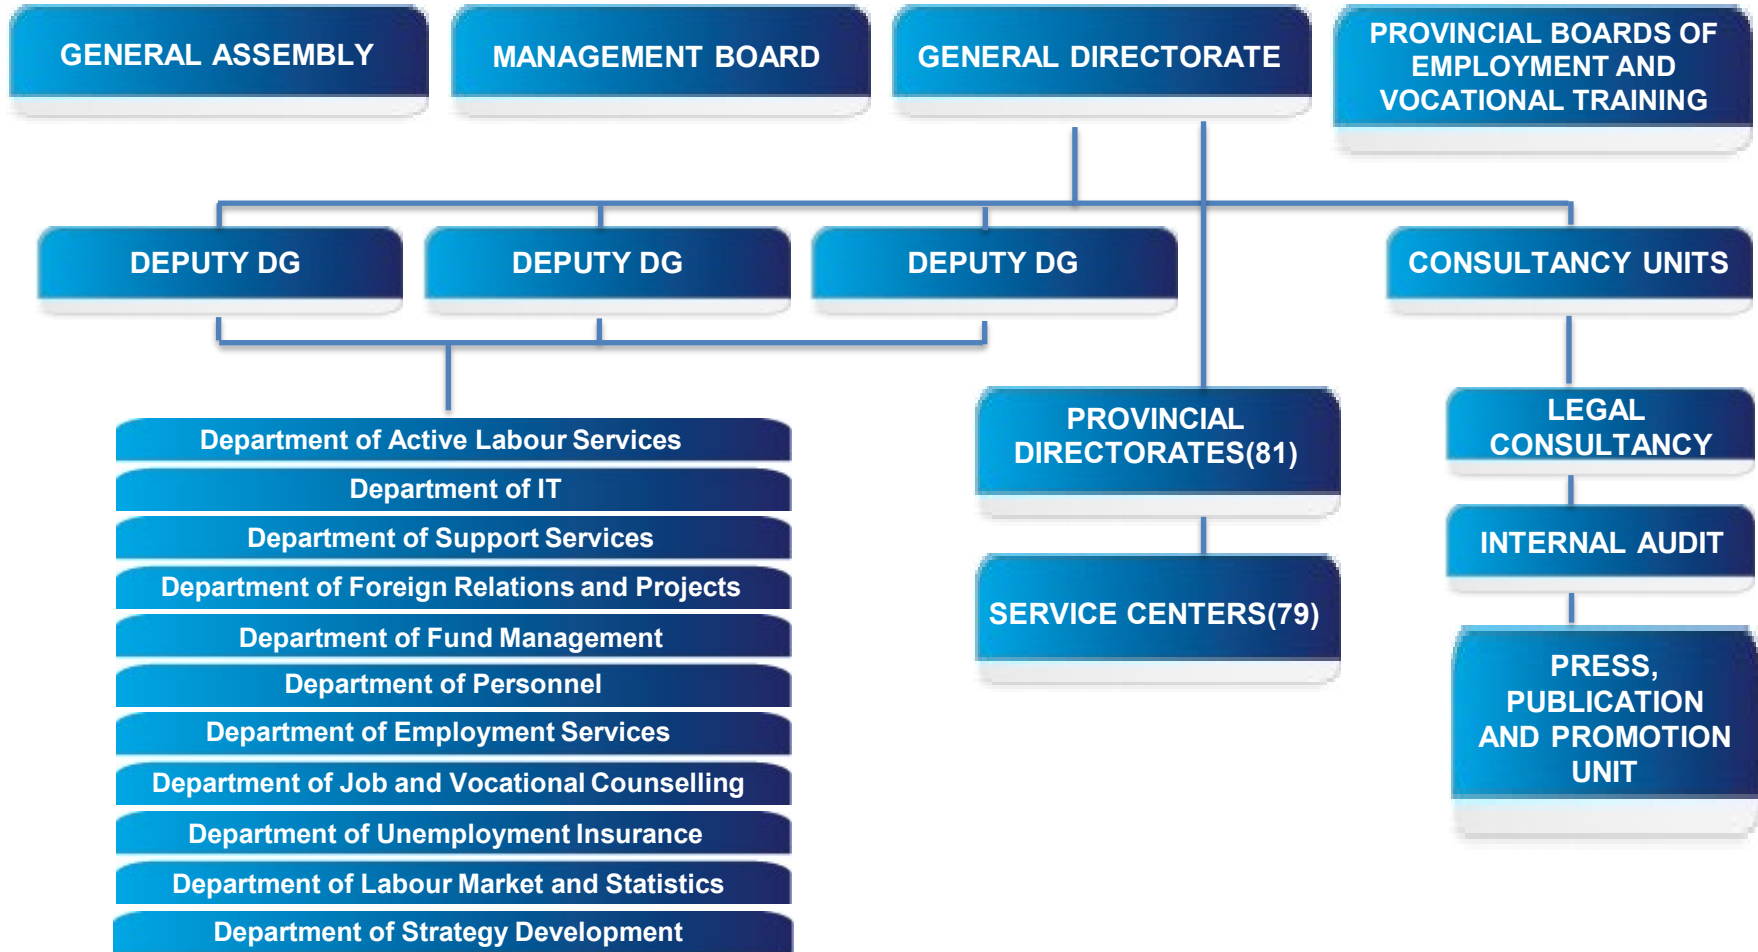 GENERAL ASSEMBLY
MANAGEMENT BOARD
GENERAL DIRECTORATE
PROVINCIAL BOARDS OF
EMPLOYMENT AND
VOCATIONAL TRAINING
DEPUTY DG
DEPUTY DG
DEPUTY DG
CONSULTANCY UNITS
Department of Active Labour Services
Department of IT
Department of Support Services
Department of Foreign Relations and Projects
Department of Fund Management
Department of Personnel
Department of Employment Services
Department of Job and Vocational Counselling
Department of Unemployment Insurance
Department of Labour Market and Statistics
Department of Strategy Development
PROVINCIAL
DIRECTORATES(81)
SERVICE CENTERS(79)
LEGAL
CONSULTANCY
INTERNAL AUDIT
PRESS,
PUBLICATION
AND PROMOTION
UNIT